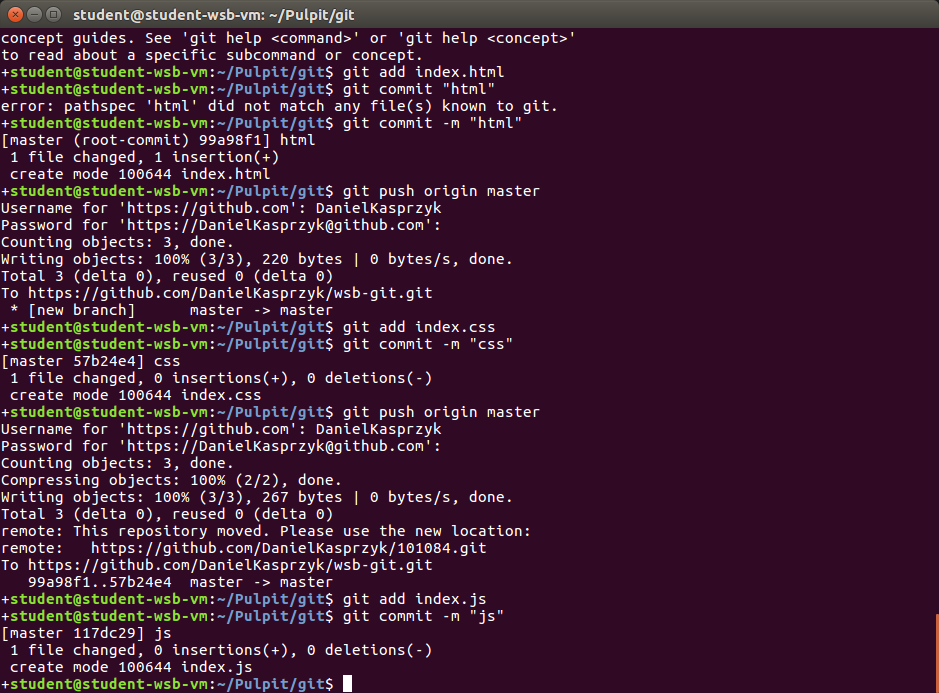 student@student-wsb-vm: ~/Pulpit/git
concept guides. See 'git help <command>' or 'git help <concept>'
to read about a specific subcommand or concept.
+student@student-wsb-vm:~/Pulpit/git$ git add index.html
+student@student-wsb-vm:~/Pulpit/git$ git commit "html"
error: pathspec 'html' did not match any file(s) known to git.
+student@student-wsb-vm:~/Pulpit/git$ git commit -m "html"
[master (root-commit) 99a98f1] html
 1 file changed, 1 insertion(+)
 create mode 100644 index.html
+student@student-wsb-vm:~/Pulpit/git$ git push origin master
Username for 'https://github.com': DanielKasprzyk
Password for 'https://DanielKasprzyk@github.com':
Counting objects: 3, done.
Writing objects: 100% (3/3), 220 bytes | 0 bytes/s, done.
Total 3 (delta 0), reused 0 (delta 0)
To https://github.com/DanielKasprzyk/wsb-git.git
 * [new branch]      master -> master
+student@student-wsb-vm:~/Pulpit/git$ git add index.css
+student@student-wsb-vm:~/Pulpit/git$ git commit -m "css"
[master 57b24e4] css
 1 file changed, 0 insertions(+), 0 deletions(-)
 create mode 100644 index.css
+student@student-wsb-vm:~/Pulpit/git$ git push origin master
Username for 'https://github.com': DanielKasprzyk
Password for 'https://DanielKasprzyk@github.com':
Counting objects: 3, done.
Compressing objects: 100% (2/2), done.
Writing objects: 100% (3/3), 267 bytes | 0 bytes/s, done.
Total 3 (delta 0), reused 0 (delta 0)
remote: This repository moved. Please use the new location:
remote:   https://github.com/DanielKasprzyk/101084.git
To https://github.com/DanielKasprzyk/wsb-git.git
   99a98f1..57b24e4  master -> master
+student@student-wsb-vm:~/Pulpit/git$ git add index.js
+student@student-wsb-vm:~/Pulpit/git$ git commit -m "js"
[master 117dc29] js
 1 file changed, 0 insertions(+), 0 deletions(-)
 create mode 100644 index.js
+student@student-wsb-vm:~/Pulpit/git$